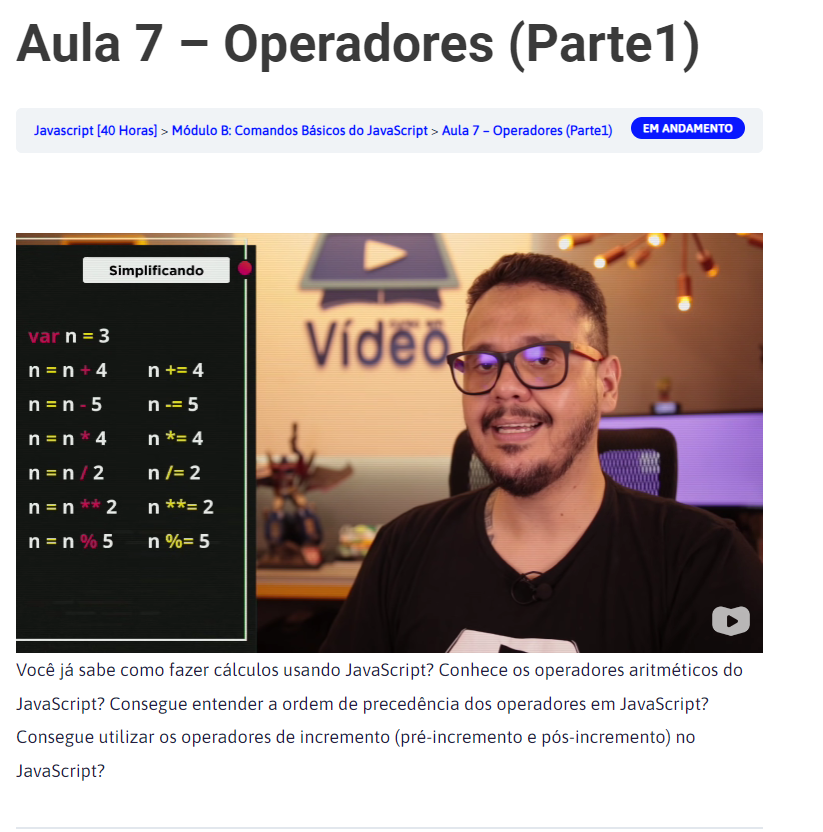 Aula 7 – Operadores (Parte1)
Javascript [40 Horas] > Módulo B: Comandos Básicos do JavaScript > Aula 7 – Operadores (Parte1) EM ANDAMENTO
Simplificando
Vídeo
var n = 3
n = n + 4 n += 4
n = n - 5 n -= 5
n = n * 4 n *= 4
n = n / 2 n /= 2
n = n ** 2 n **= 2
n = n % 5 n %= 5
Você já sabe como fazer cálculos usando JavaScript? Conhece os operadores aritméticos do
JavaScript? Consegue entender a ordem de precedência dos operadores em JavaScript?
Consegue utilizar os operadores de incremento (pré-incremento e pós-incremento) no
JavaScript?